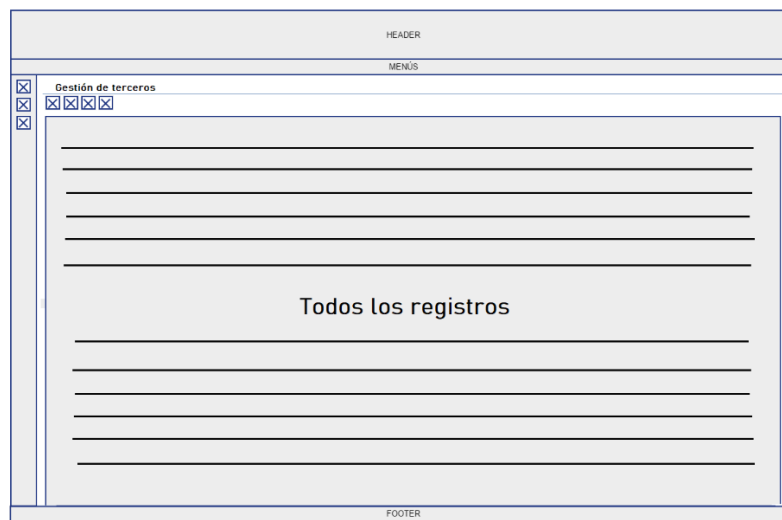 HEADER
MENÚS
Gestión de terceros
Todos los registros
FOOTER